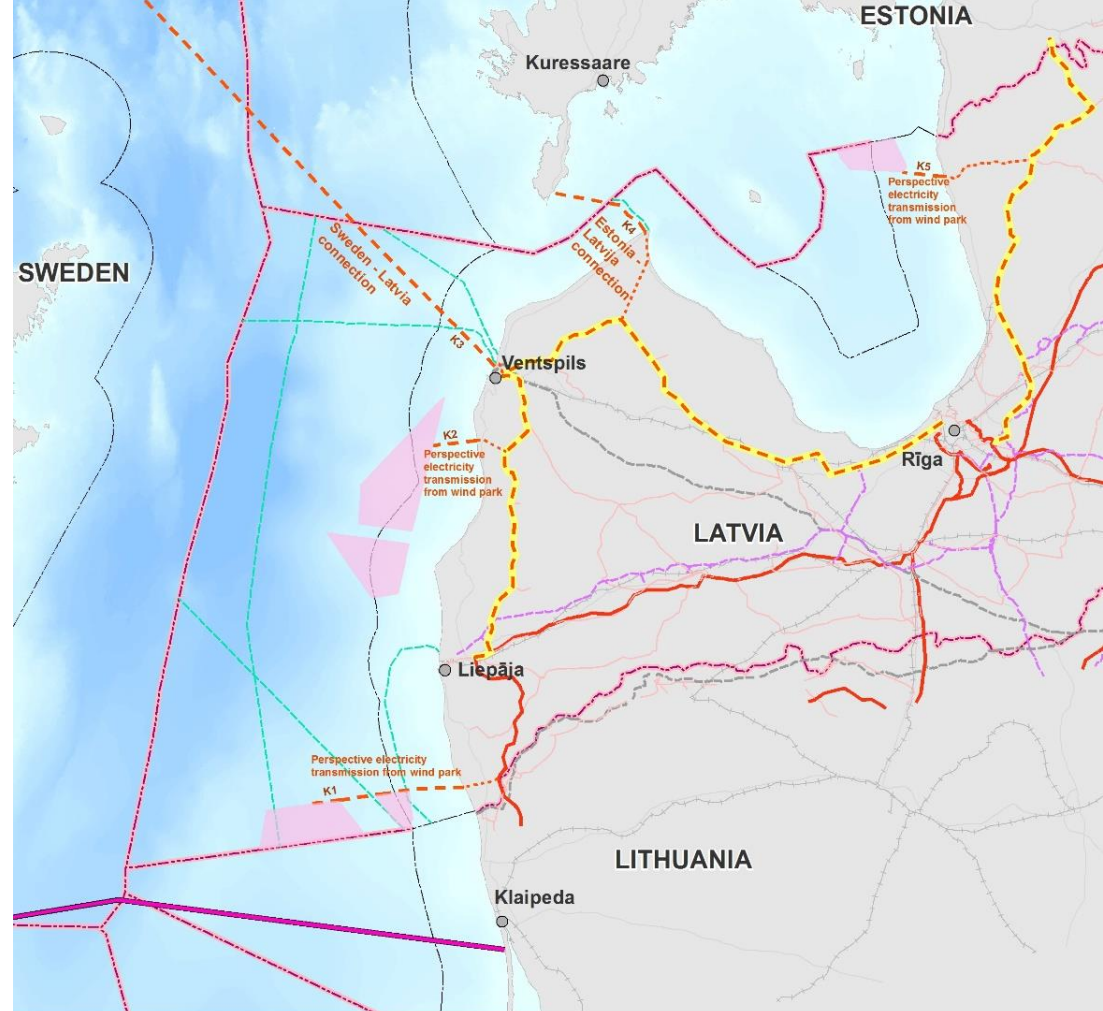 ESTONIA
Kuressaare
K5
Perspective
electricity
transmission
from wind park
K4
Estonia -
Latvija
connection
SWEDEN
Sweden - Latvia
connection
K3
Ventspils
K2
Perspective
electricity
transmission
from wind park
Rīga
LATVIA
Liepāja
Perspective electricity
transmission from wind park
K1
LITHUANIA
Klaipeda